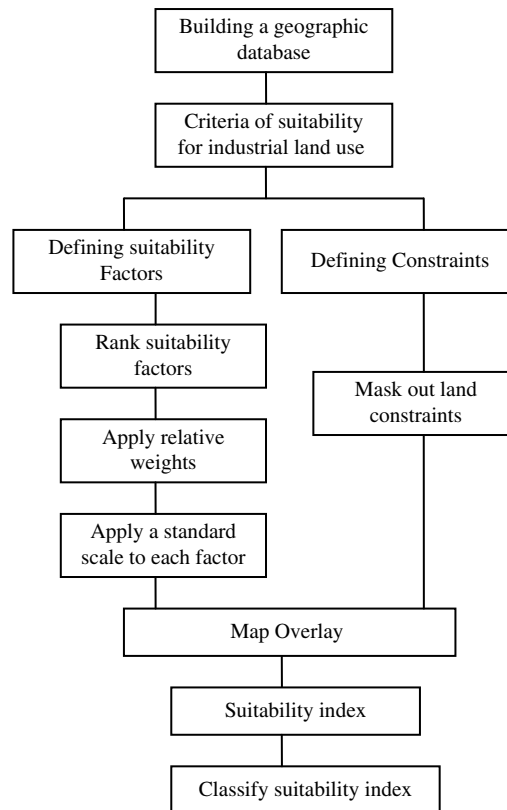 Building a geographic
database
Criteria of suitability
for industrial land use
Defining suitability
Factors
Defining Constraints
Rank suitability
factors
Mask out land
constraints
Apply relative
weights
Apply a standard
scale to each factor
Map Overlay
Suitability index
Classify suitability index